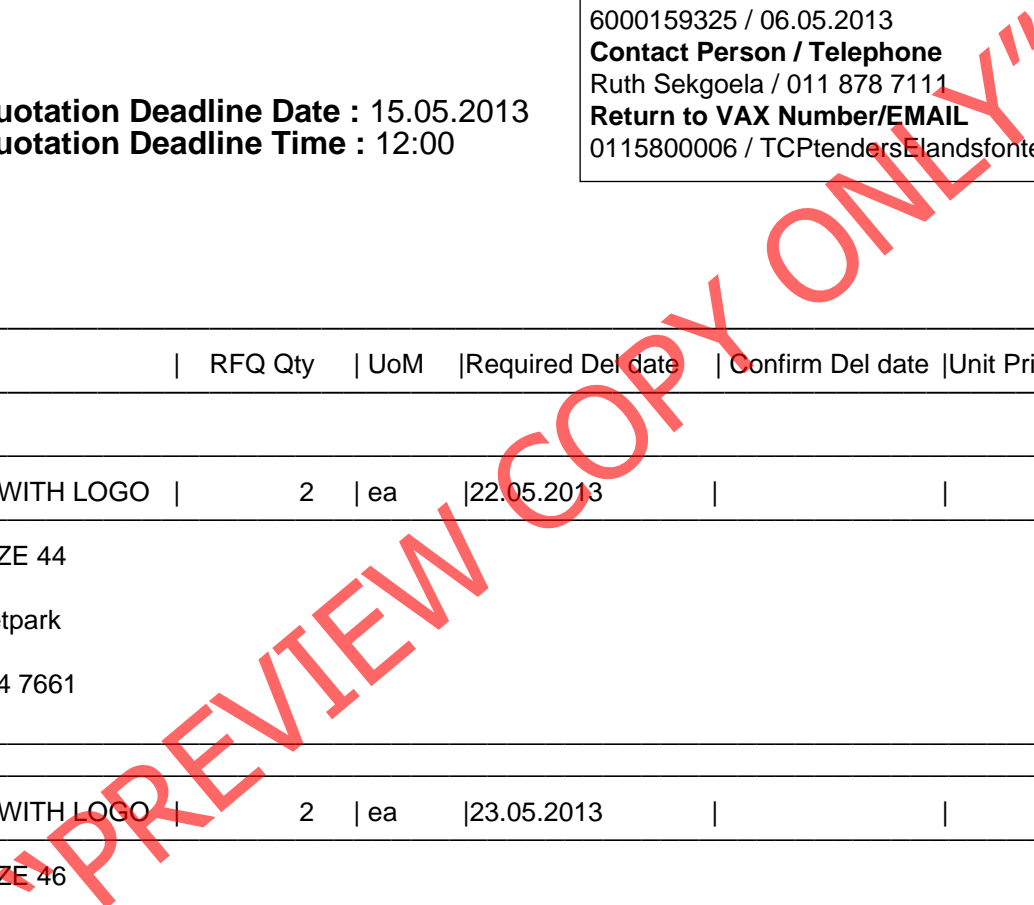 6000159325 / 06.05.2013
Contact Person / Telephone
Ruth Sekgoela / 011 878 7111
uotation Deadline Date : 15.05.2013
Return to VAX Number/EMAIL
uotation Deadline Time : 12:00
0115800006 / TCPtendersElandsfonte
| RFQ Qty | UoM |Required Del date | Confirm Del date |Unit Pri
WITH LOGO | 2 | ea |22.05.2013 | |
ZE 44
etpark
4 7661
WITH LOGO | 2 | ea |23.05.2013 | |
ZE 46
"PREVIEW COPY ONLY"